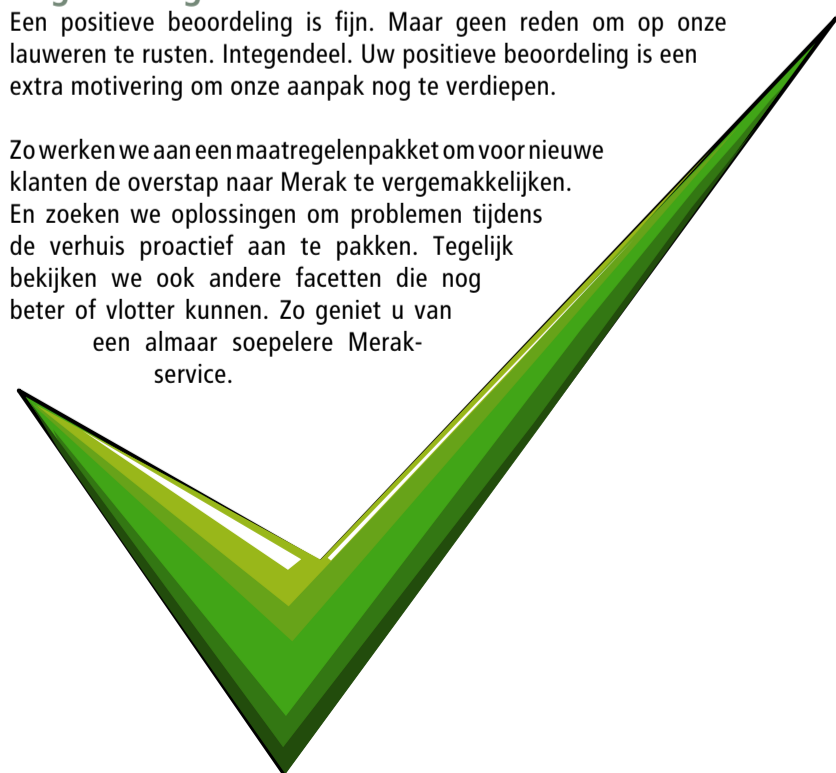 Een positieve beoordeling is fijn. Maar geen reden om op onze
lauweren te rusten. Integendeel. Uw positieve beoordeling is een
extra motivering om onze aanpak nog te verdiepen.
Zo werken we aan een maatregelenpakket om voor nieuwe
klanten de overstap naar Merak te vergemakkelijken.
En zoeken we oplossingen om problemen tijdens
de verhuis proactief aan te pakken. Tegelijk
bekijken we ook andere facetten die nog
beter of vlotter kunnen. Zo geniet u van
een almaar soepelere Merak-
service.